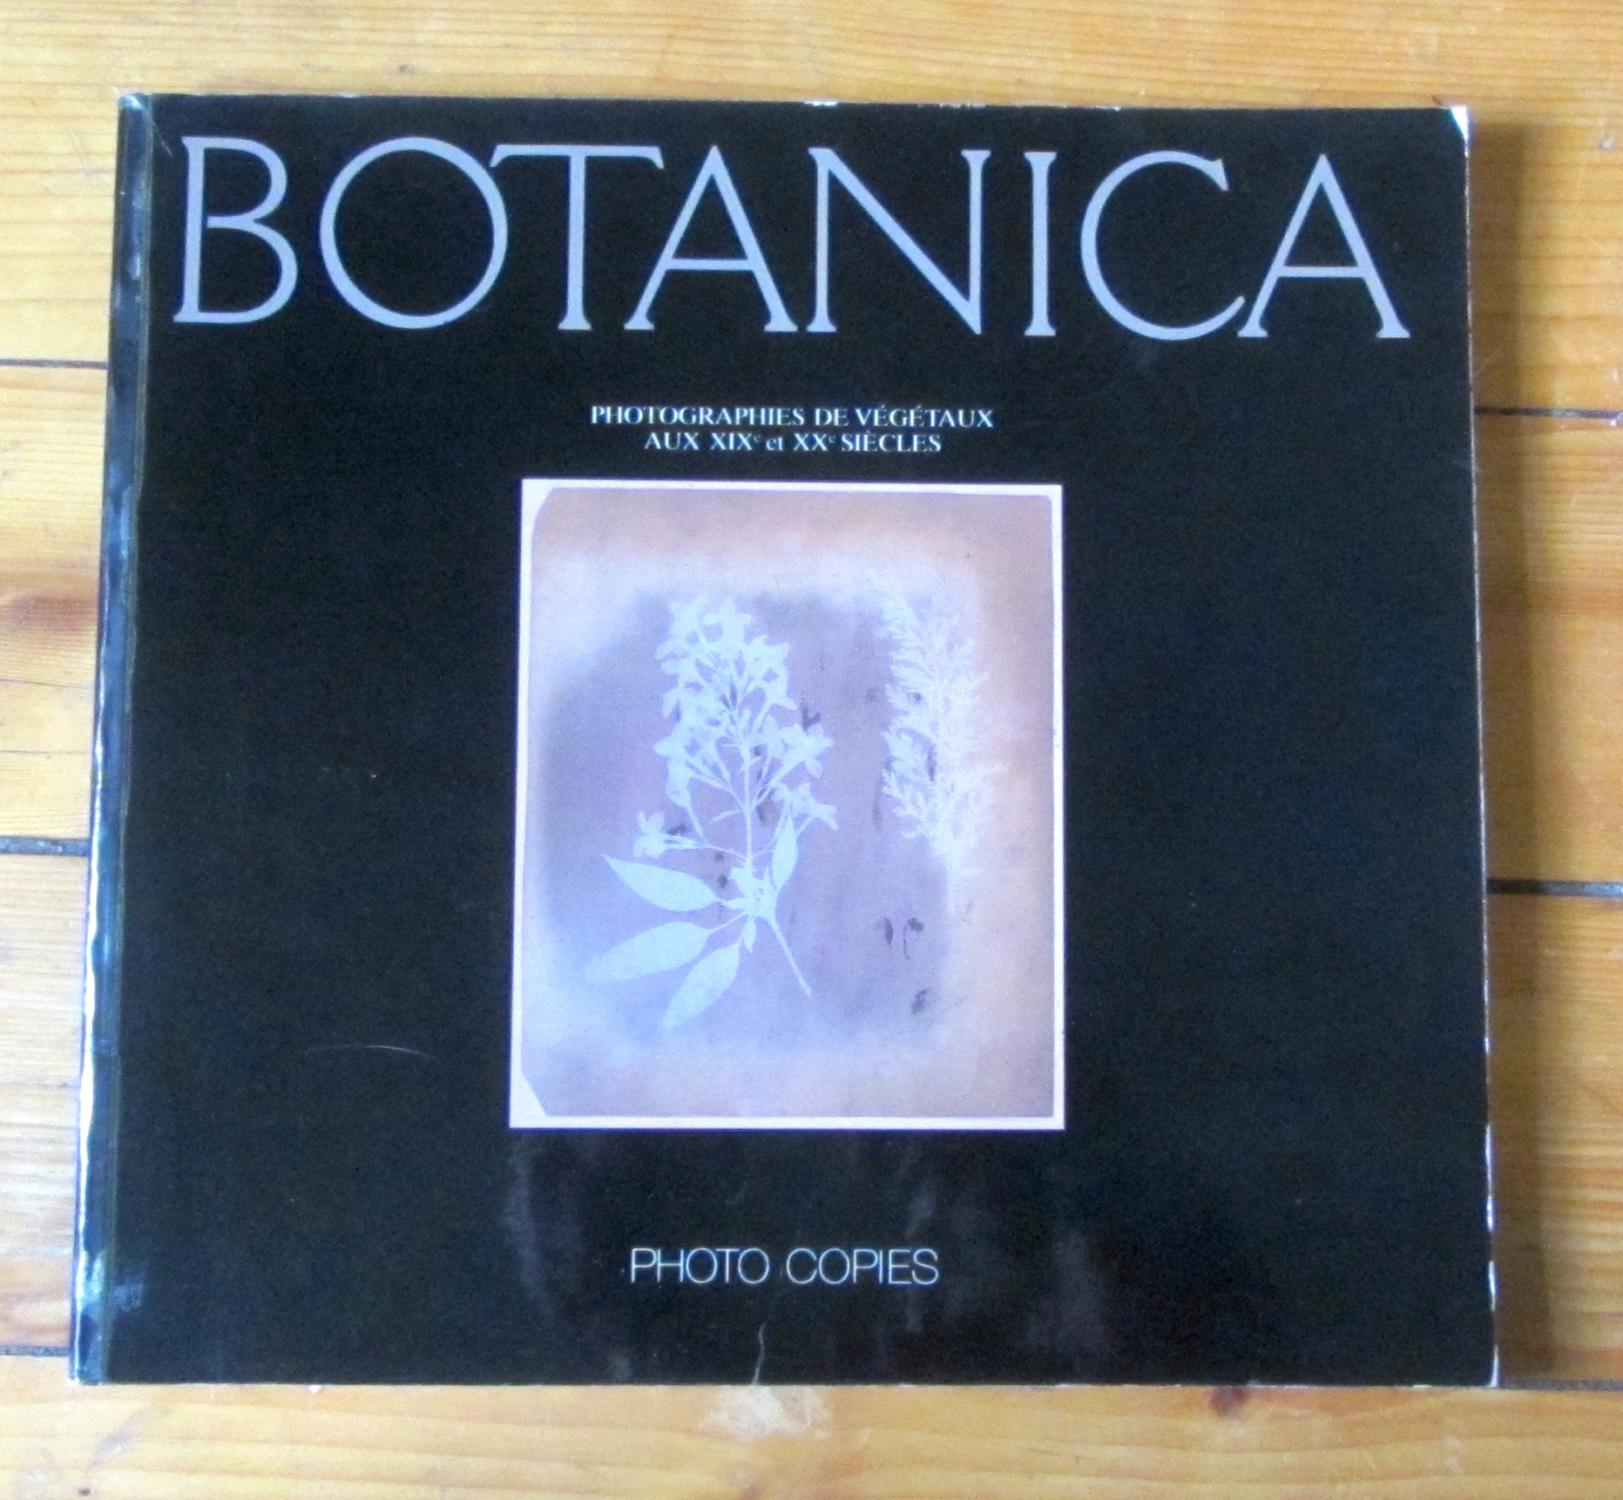 BOTANICA
PHOTOGRAPHIES DE VÉGÉTAUX
AUX XIXe et XXe SIÈCLES
PHOTO COPIES